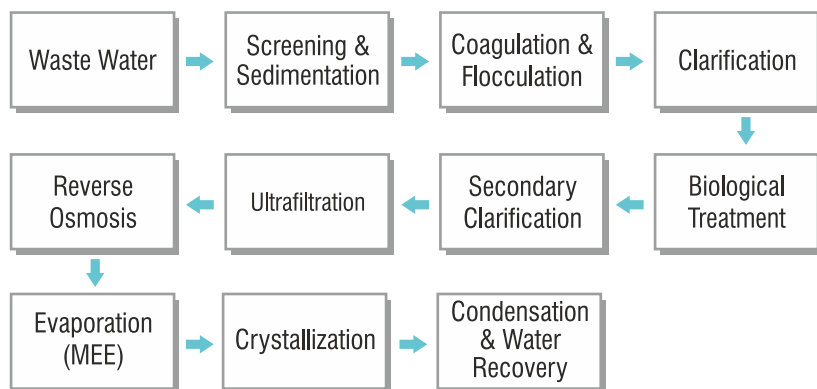 Waste Water
Screening &
Sedimentation
Coagulation &
Flocculation
Clarification
Biological
Treatment
Secondary
Clarification
Ultrafiltration
Reverse
Osmosis
Evaporation
(MEE)
Crystallization
Condensation
& Water
Recovery